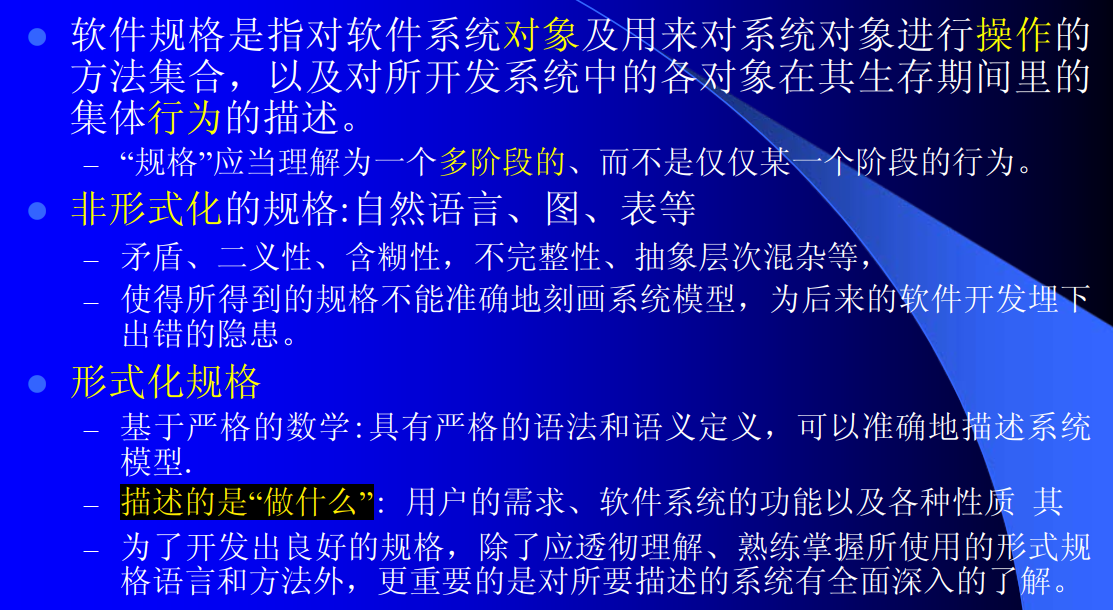 软件规格是指对软件系统对象及用来对系统对象进行操作的
方法集合，以及对所开发系统中的各对象在其生存期间里的
集体行为的描述。
– “规格”应当理解为一个多阶段的、而不是仅仅某一个阶段的行为。
非形式化的规格:自然语言、图、表等
– 矛盾、二义性、含糊性，不完整性、抽象层次混杂等，
– 使得所得到的规格不能准确地刻画系统模型，为后来的软件开发埋下
出错的隐患。
形式化规格
– 基于严格的数学:具有严格的语法和语义定义，可以准确地描述系统
模型.
– 描述的是“做什么”: 用户的需求、软件系统的功能以及各种性质 其
– 为了开发出良好的规格，除了应透彻理解、熟练掌握所使用的形式规
格语言和方法外，更重要的是对所要描述的系统有全面深入的了解。